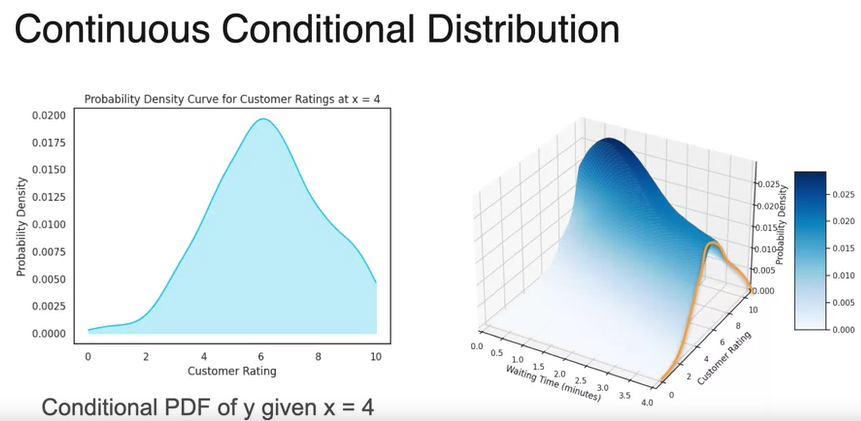 Continuous Conditional Distribution
Probability Density Curve for Customer Ratings at x = 4
0.0200
0.0175
0.0150
0.0125
0.0100
0.0075
0.0050
0.0025
0.0000
Probability Density
0 2 4 6 8 10
Customer Rating
Conditional PDF of y given x = 4
0.025
0.020
0.015
0.010
0.005
0.000
Probability Density
0.0 0.5 1.0 1.5 2.0 2.5 3.0 3.5 4.0
Waiting Time (minutes)
0 2 4 6 8 10
Customer Rating
0.025
0.020
0.015
0.010
0.005
0.000